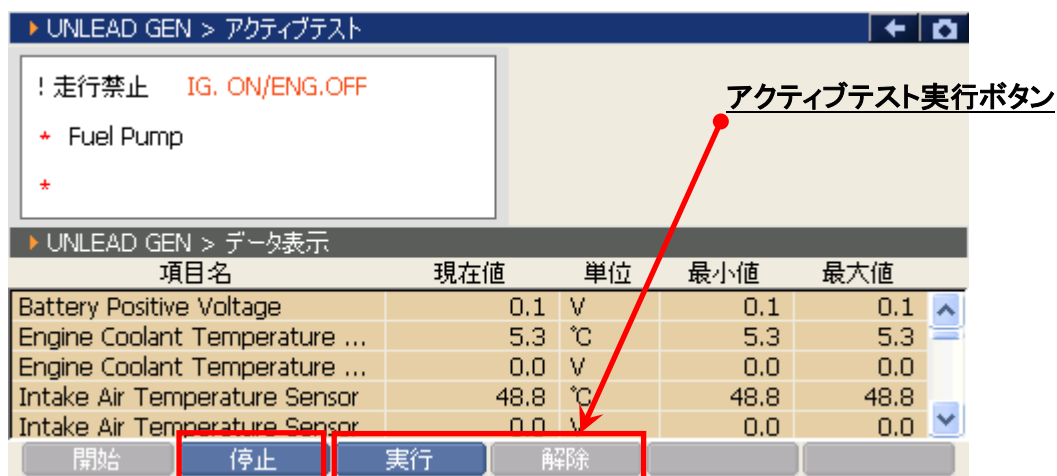 UNLEAD GEN > アクティブテスト
! 走行禁止 IG. ON/ENG.OFF
アクティブテスト実行ボタン
* Fuel Pump
*
UNLEAD GEN > データ表示
項目名 現在値 単位 最小値 最大値
Battery Positive Voltage 0.1 V 0.1 0.1
Engine Coolant Temperature ... 5.3 ℃ 5.3 5.3
Engine Coolant Temperature ... 0.0 V 0.0 0.0
Intake Air Temperature Sensor 48.8 ℃ 48.8 48.8
Intake Air Temperature Sensor 0.0 V 0.0 0.0
開始 停止 実行 解除